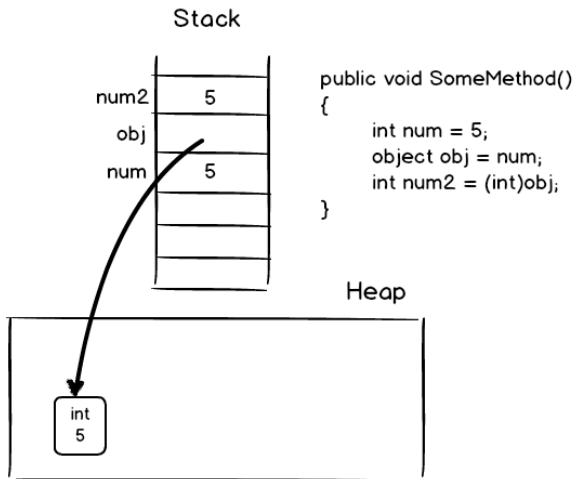 Stack
num2 5
obj
num 5
public void SomeMethod()
{
int num = 5;
object obj = num;
int num2 = (int)obj;
}
Heap
int
5